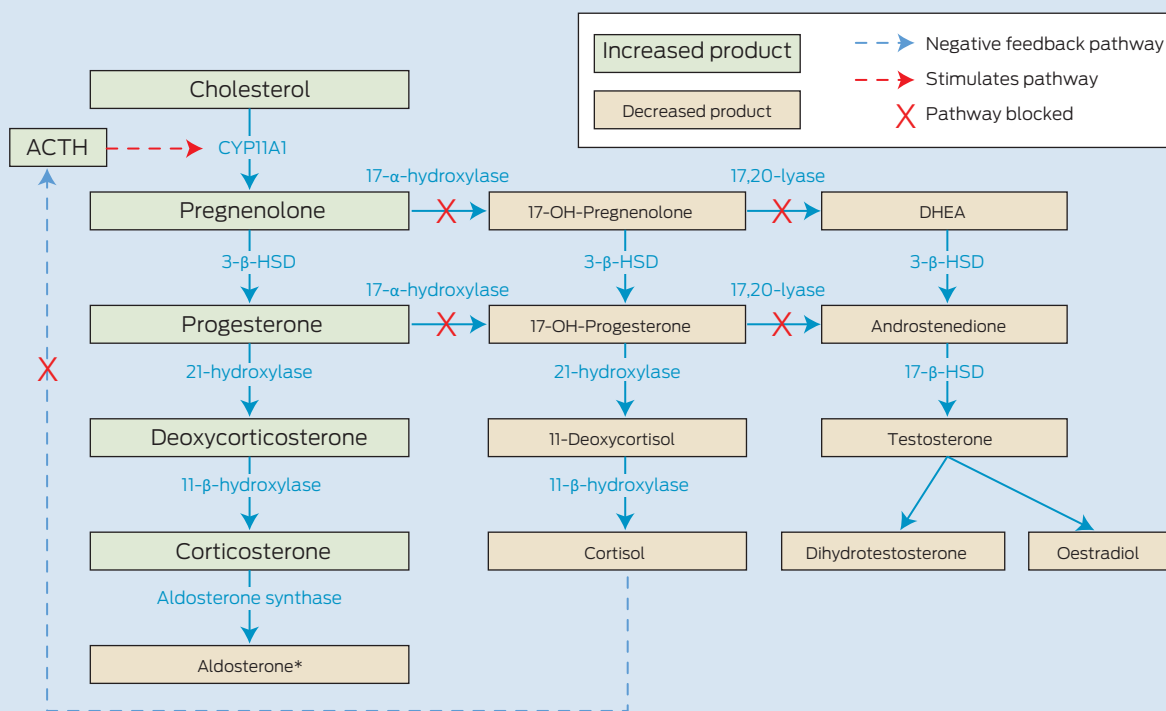 Increased product
Decreased product
Negative feedback pathway
Stimulates pathway
Pathway blocked
Cholesterol
ACTH
CYP11A1
17-α-hydroxylase
17,20-lyase
Pregnenolone
17-OH-Pregnenolone
DHEA
3-β-HSD
3-β-HSD
3-β-HSD
17-α-hydroxylase
17,20-lyase
Progesterone
17-OH-Progesterone
Androstenedione
21-hydroxylase
21-hydroxylase
17-β-HSD
Deoxycorticosterone
11-Deoxycortisol
Testosterone
11-β-hydroxylase
11-β-hydroxylase
Corticosterone
Cortisol
Dihydrotestosterone
Oestradiol
Aldosterone synthase
Aldosterone*